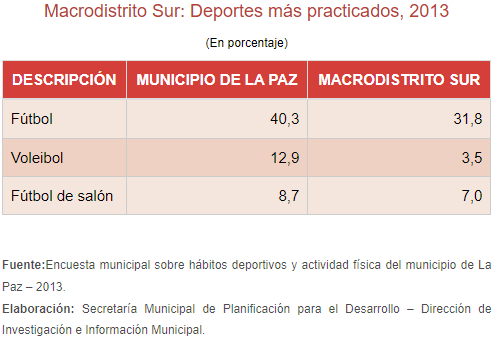 Macrodistrito Sur: Deportes más practicados, 2013
(En porcentaje)
DESCRIPCIÓN MUNICIPIO DE LA PAZ MACRODISTRITO SUR
Fútbol 40,3 31,8
Voleibol 12,9 3,5
Fútbol de salón 8,7 7,0
Fuente:Encuesta municipal sobre hábitos deportivos y actividad física del municipio de La
Paz – 2013.
Elaboración: Secretaría Municipal de Planificación para el Desarrollo – Dirección de
Investigación e Información Municipal.